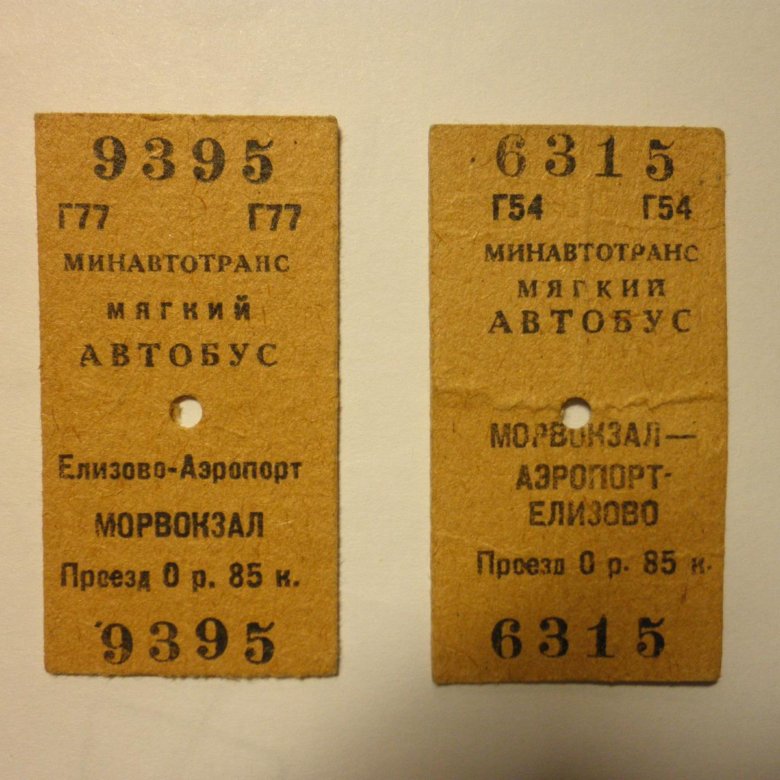 9395
Г77 Г77
МИНАВТОТРАНС
МЯГКИЙ
АВТОБУС
Елизово-Аэропорт
МОРВОКЗАЛ
Проезд 0 р. 85 к.
9395
6315
Г54 Г54
МИНАВТОТРАНС
МЯГКИЙ
АВТОБУС
МОРВОКЗАЛ—
АЭРОПОРТ-
ЕЛИЗОВО
Проезд 0 р. 85 к.
6315